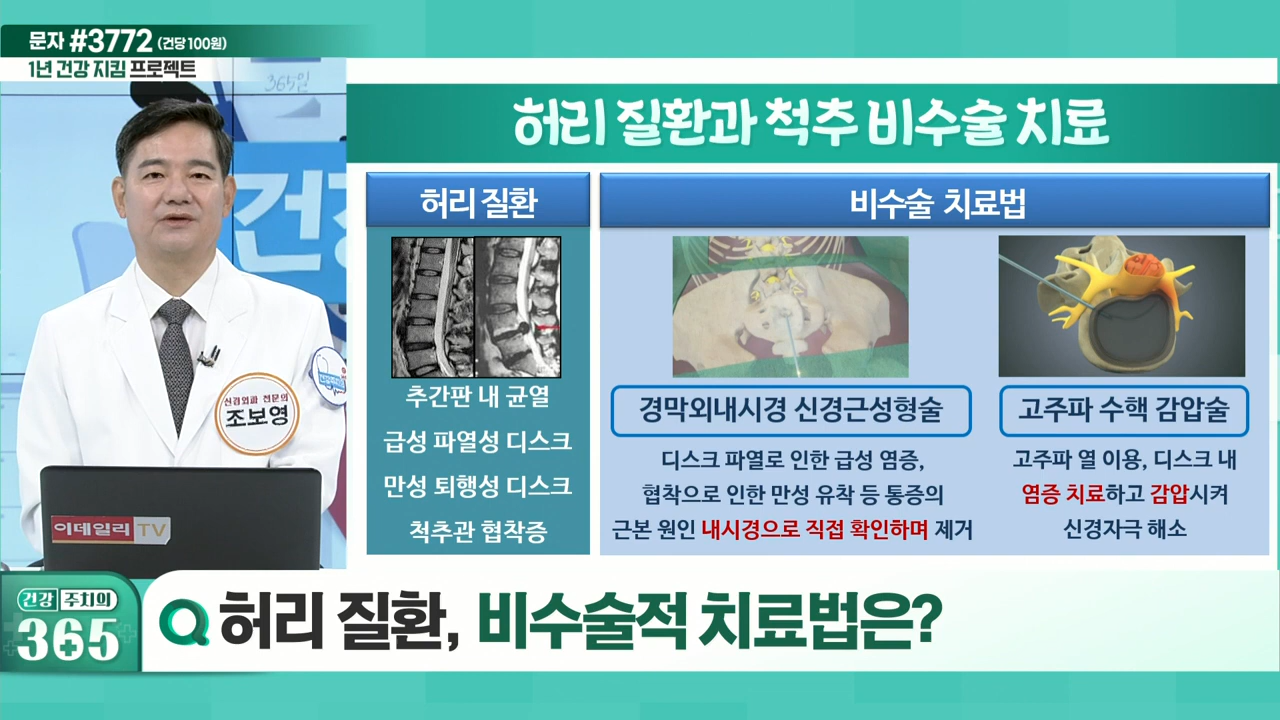 문자 #3772 (건당 100원)
1년 건강 지킴 프로젝트
365일
건강
허리 질환과 척추 비수술 치료
허리 질환
비수술 치료법
추간판 내 균열
급성 파열성 디스크
만성 퇴행성 디스크
척추관 협착증
경막외내시경 신경근성형술
디스크 파열로 인한 급성 염증,
협착으로 인한 만성 유착 등 통증의
근본 원인 내시경으로 직접 확인하며 제거
고주파 수핵 감압술
고주파 열 이용, 디스크 내
염증 치료하고 감압시켜
신경자극 해소
신경외과 전문의
조보영
이데일리 TV
건강 주치의
365
Q 허리 질환, 비수술적 치료법은?